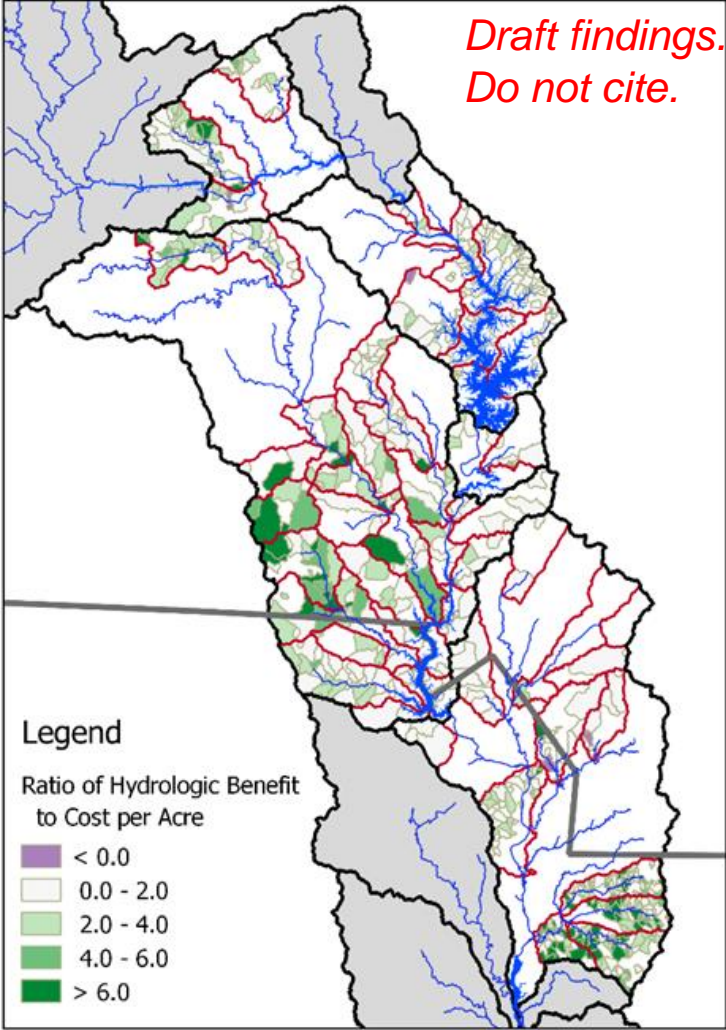 Draft findings.
Do not cite.
Legend
Ratio of Hydrologic Benefit
to Cost per Acre
< 0.0
0.0 - 2.0
2.0 - 4.0
4.0 - 6.0
> 6.0